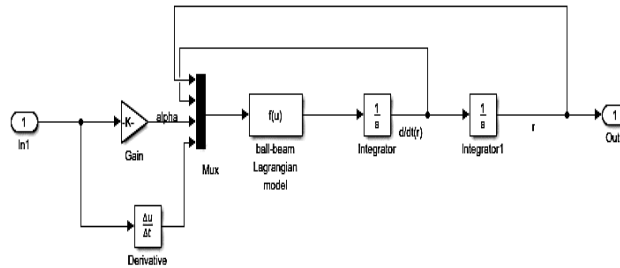 1
In1
-K-
alpha
Gain
Δu
Δt
Derivative
Mux
f(u)
ball-beam
Lagrangian
model
1
s
Integrator
d/dt(r)
1
s
Integrator1
r
1
Out